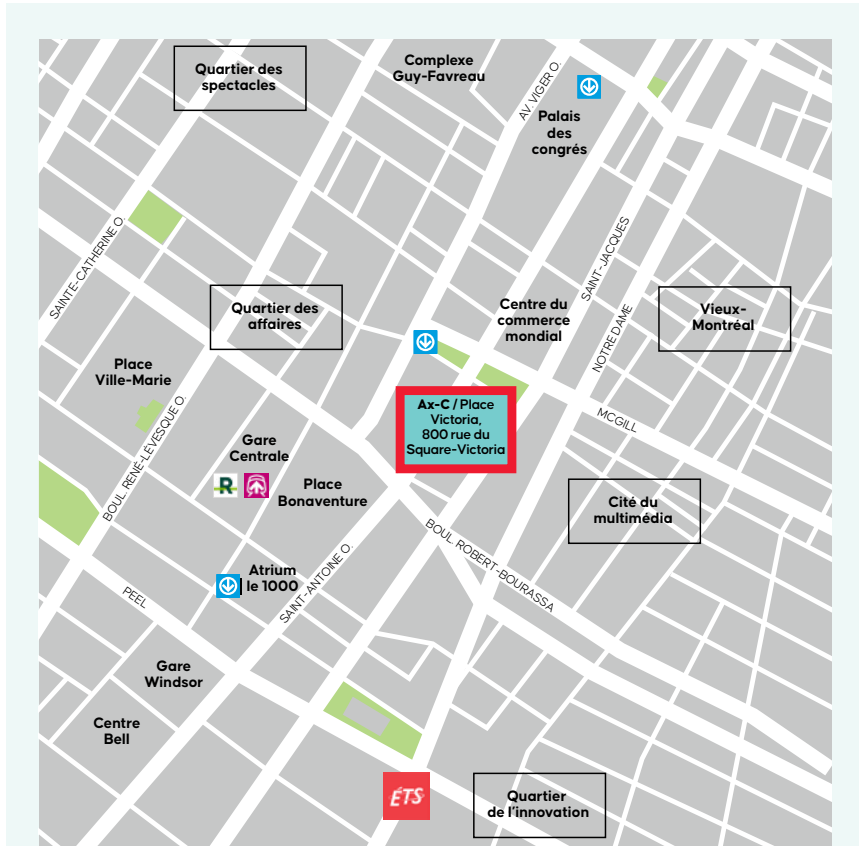 Quartier des
spectacles
Complexe
Guy-Favreau
AV. VIGER O.
Palais
des
congrés
SAINTE-CATHERINE O.
SAINT-JACQUES
Quartier des
affaires
Centre du
commerce
mondial
NOTRE DAME
Vieux-
Montréal
Place
Ville-Marie
Ax-C / Place
Victoria,
800 rue du
Square-Victoria
MCGILL
BOUL. RENÉ-LÉVESQUE O.
Gare
Centrale
R
Place
Bonaventure
Cité du
multimédia
BOUL. ROBERT-BOURASSA
Atrium
le 1000
SAINT-ANTOINE O.
PEEL
Gare
Windsor
Centre
Bell
ÉTS
Quartier
de l'innovation